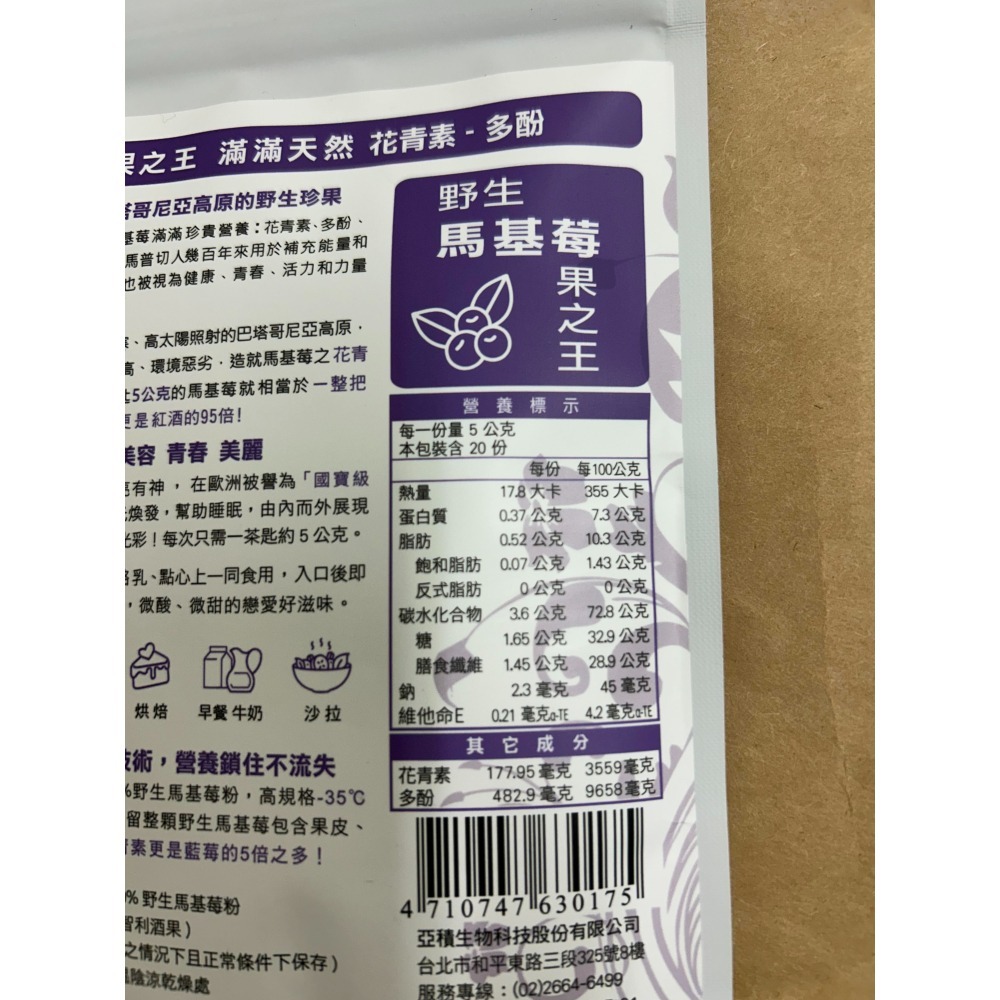 果之王 滿滿天然 花青素-多酚
塔哥尼亞高原的野生珍果
基莓滿滿珍貴營養：花青素、多酚、
馬普切人幾百年來用於補充能量和
也被視為健康、青春、活力和力量
、高太陽照射的巴塔哥尼亞高原，
高、環境惡劣，造就馬基莓之花青
5公克的馬基莓就相當於一整把
更是紅酒的95倍！
美容 青春 美麗
亮有神，在歐洲被譽為「國寶級
煥發，幫助睡眠，由內而外展現
光彩！每次只需一茶匙約5公克。
乳、點心上一同食用，入口後即
，微酸、微甜的戀愛好滋味。
烘焙 早餐牛奶 沙拉
技術，營養鎖住不流失
%野生馬基莓粉，高規格-35℃
留整顆野生馬基莓包含果皮、
青素更是藍莓的5倍之多！
% 野生馬基莓粉
智利酒果）
之情況下且正常條件下保存）
陰涼乾燥處
野生
馬基莓
果之王
營養標示
每一份量 5 公克
本包裝含 20 份
每份 每100公克
熱量 17.8 大卡 355 大卡
蛋白質 0.37 公克 7.3 公克
脂肪 0.52 公克 10.3 公克
飽和脂肪 0.07 公克 1.43 公克
反式脂肪 0 公克 0 公克
碳水化合物 3.6 公克 72.8 公克
糖 1.65 公克 32.9 公克
膳食纖維 1.45 公克 28.9 公克
鈉 2.3 毫克 45 毫克
維他命E 0.21 毫克α-TE 4.2 毫克α-TE
其它成分
花青素 177.95 毫克 3559毫克
多酚 482.9 毫克 9658毫克
4 710747 630175
亞積生物科技股份有限公司
台北市和平東路三段325號8樓
服務專線：(02)2664-6499